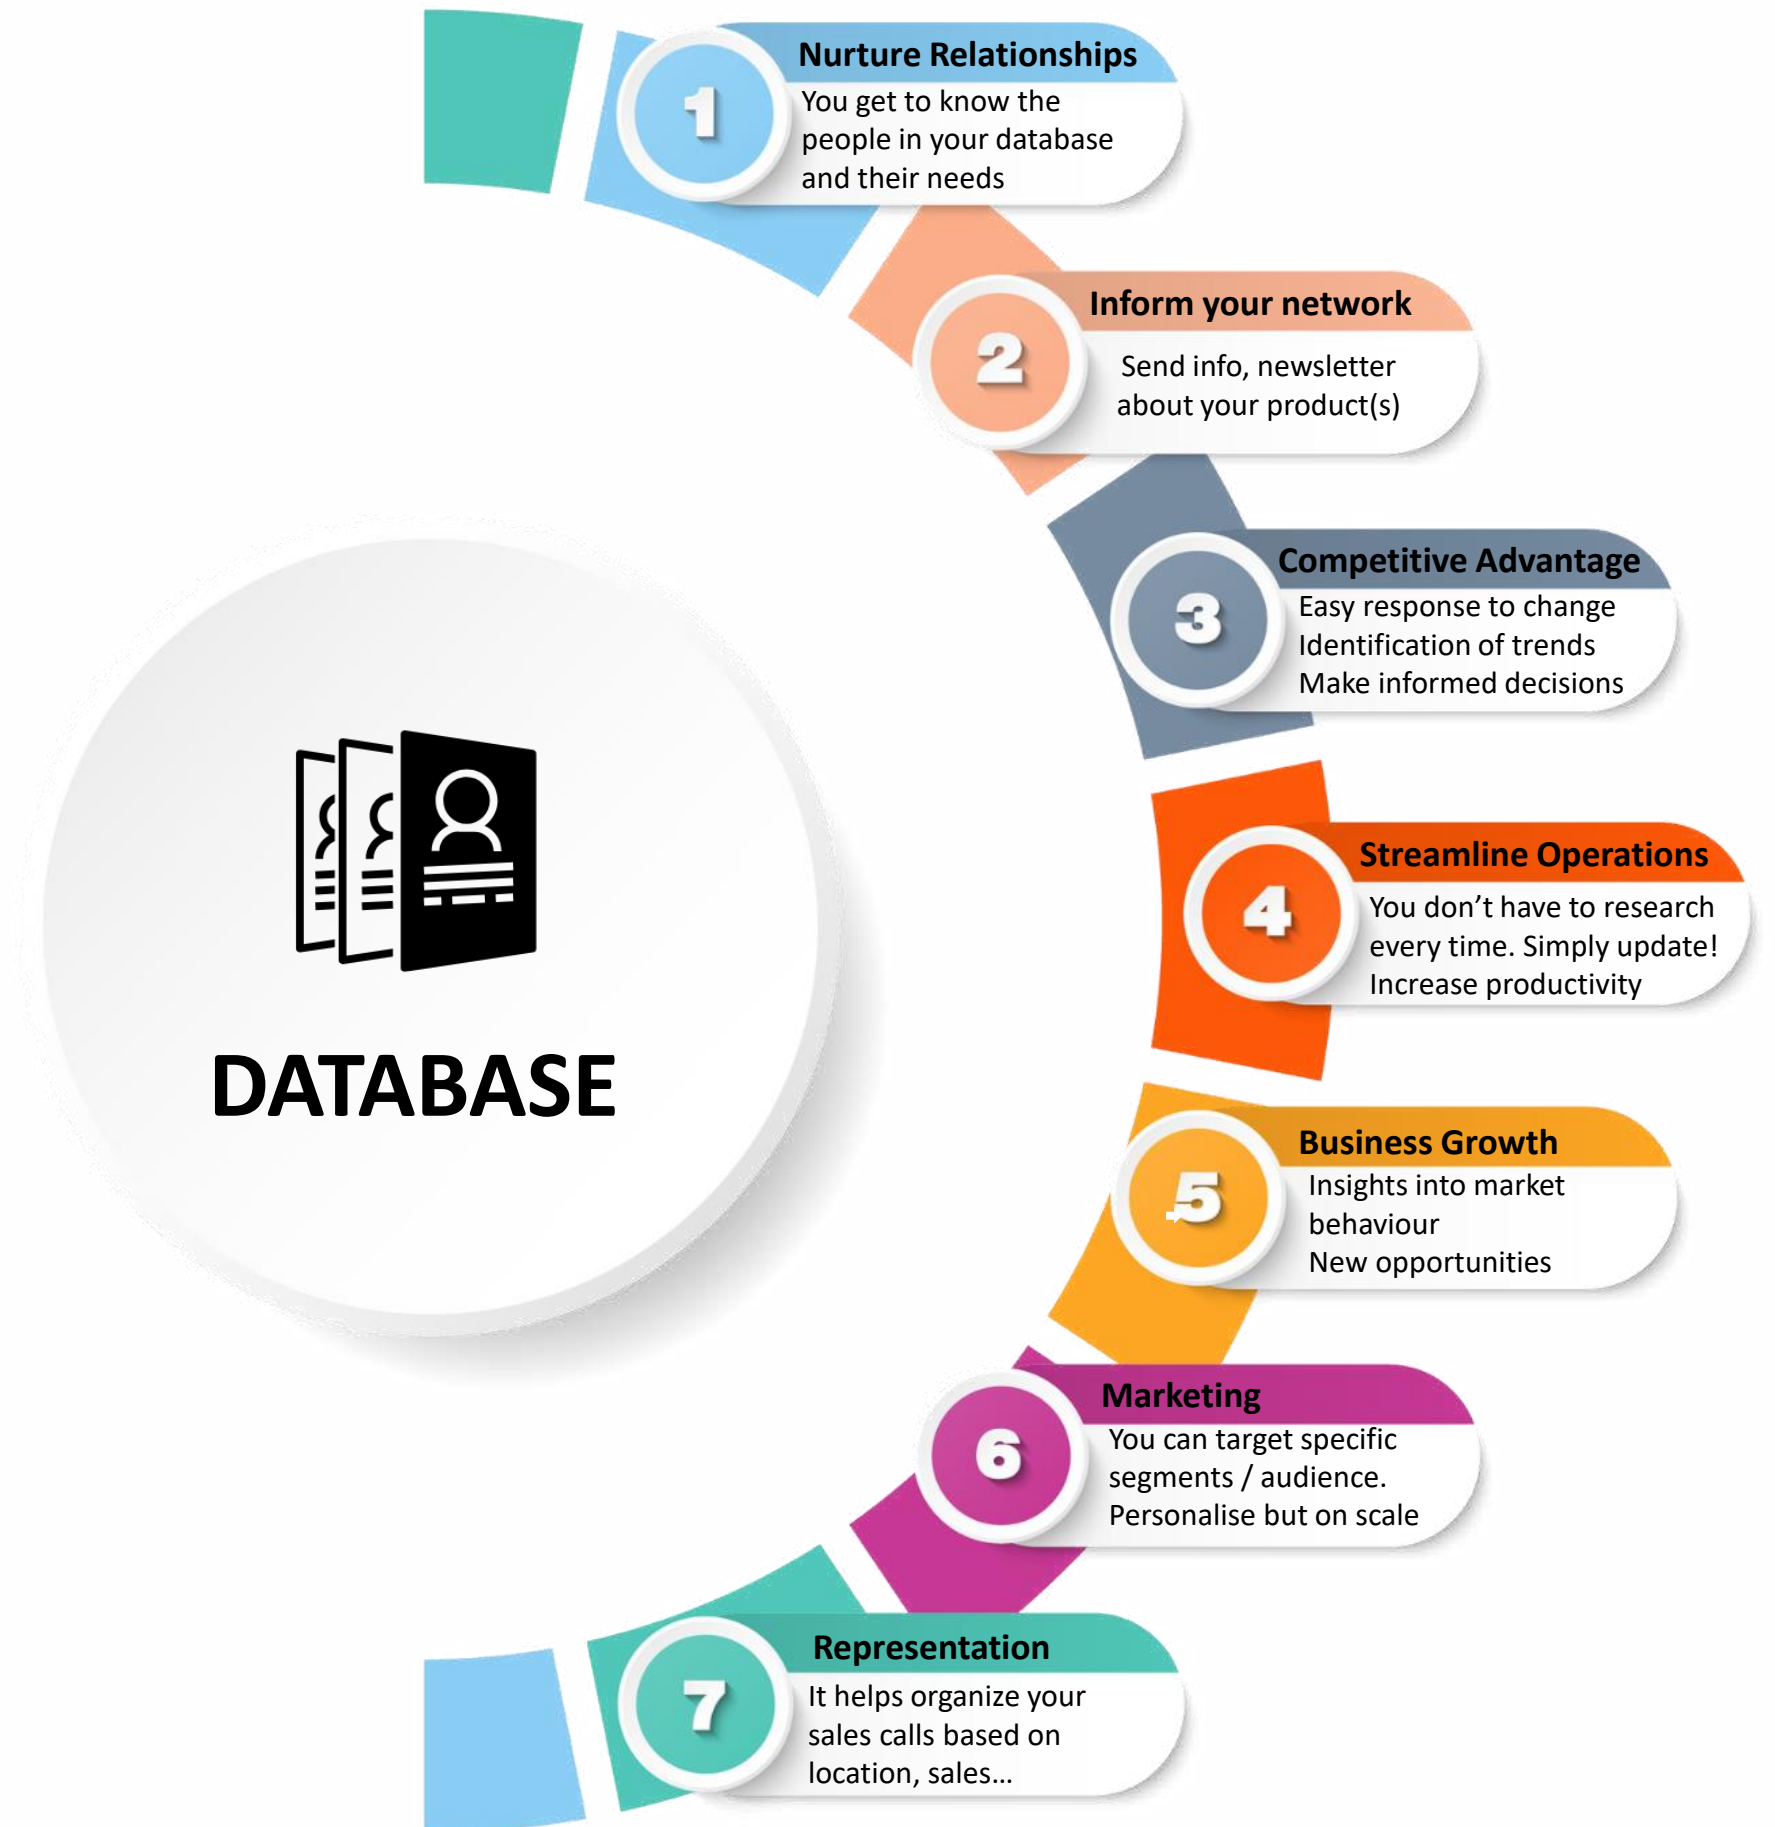 1
Nurture Relationships
You get to know the
people in your database
and their needs
2
Inform your network
Send info, newsletter
about your product(s)
3
Competitive Advantage
Easy response to change
Identification of trends
Make informed decisions
DATABASE
4
Streamline Operations
You don’t have to research
every time. Simply update!
Increase productivity
5
Business Growth
Insights into market
behaviour
New opportunities
6
Marketing
You can target specific
segments / audience.
Personalise but on scale
7
Representation
It helps organize your
sales calls based on
location, sales...